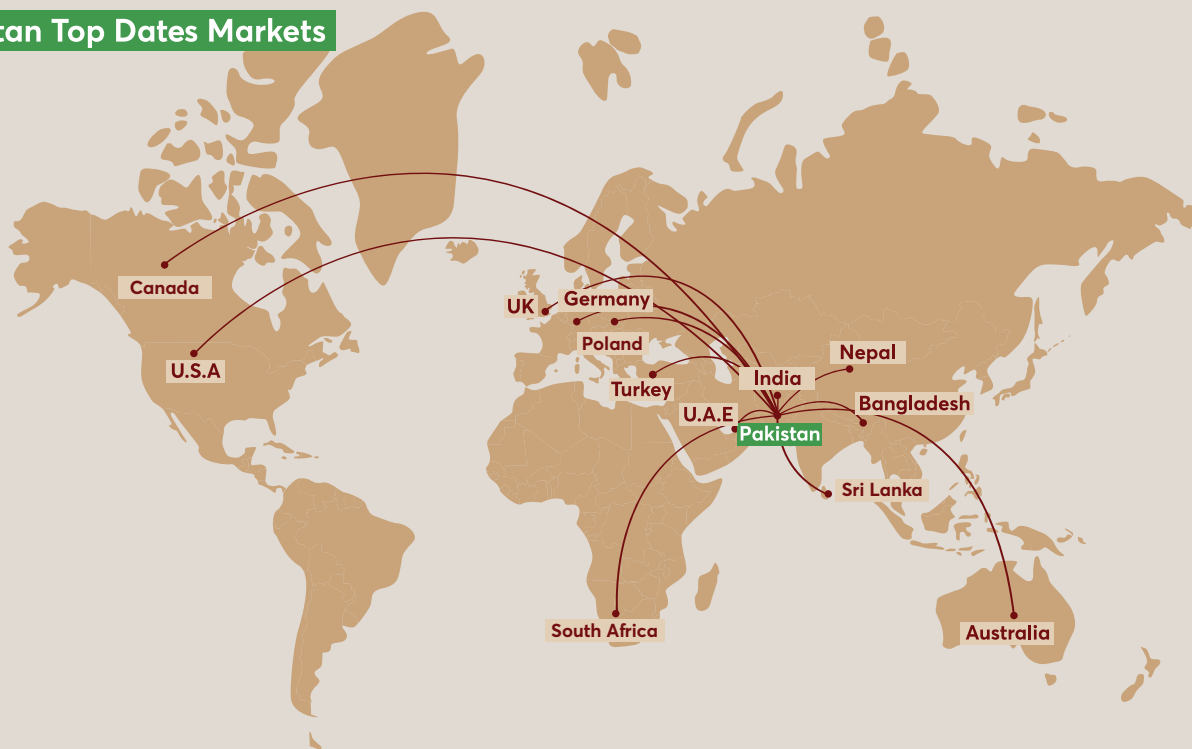 tan Top Dates Markets
Canada
UK
Germany
Poland
Nepal
U.S.A
India
Turkey
Bangladesh
U.A.E
Pakistan
Sri Lanka
South Africa
Australia